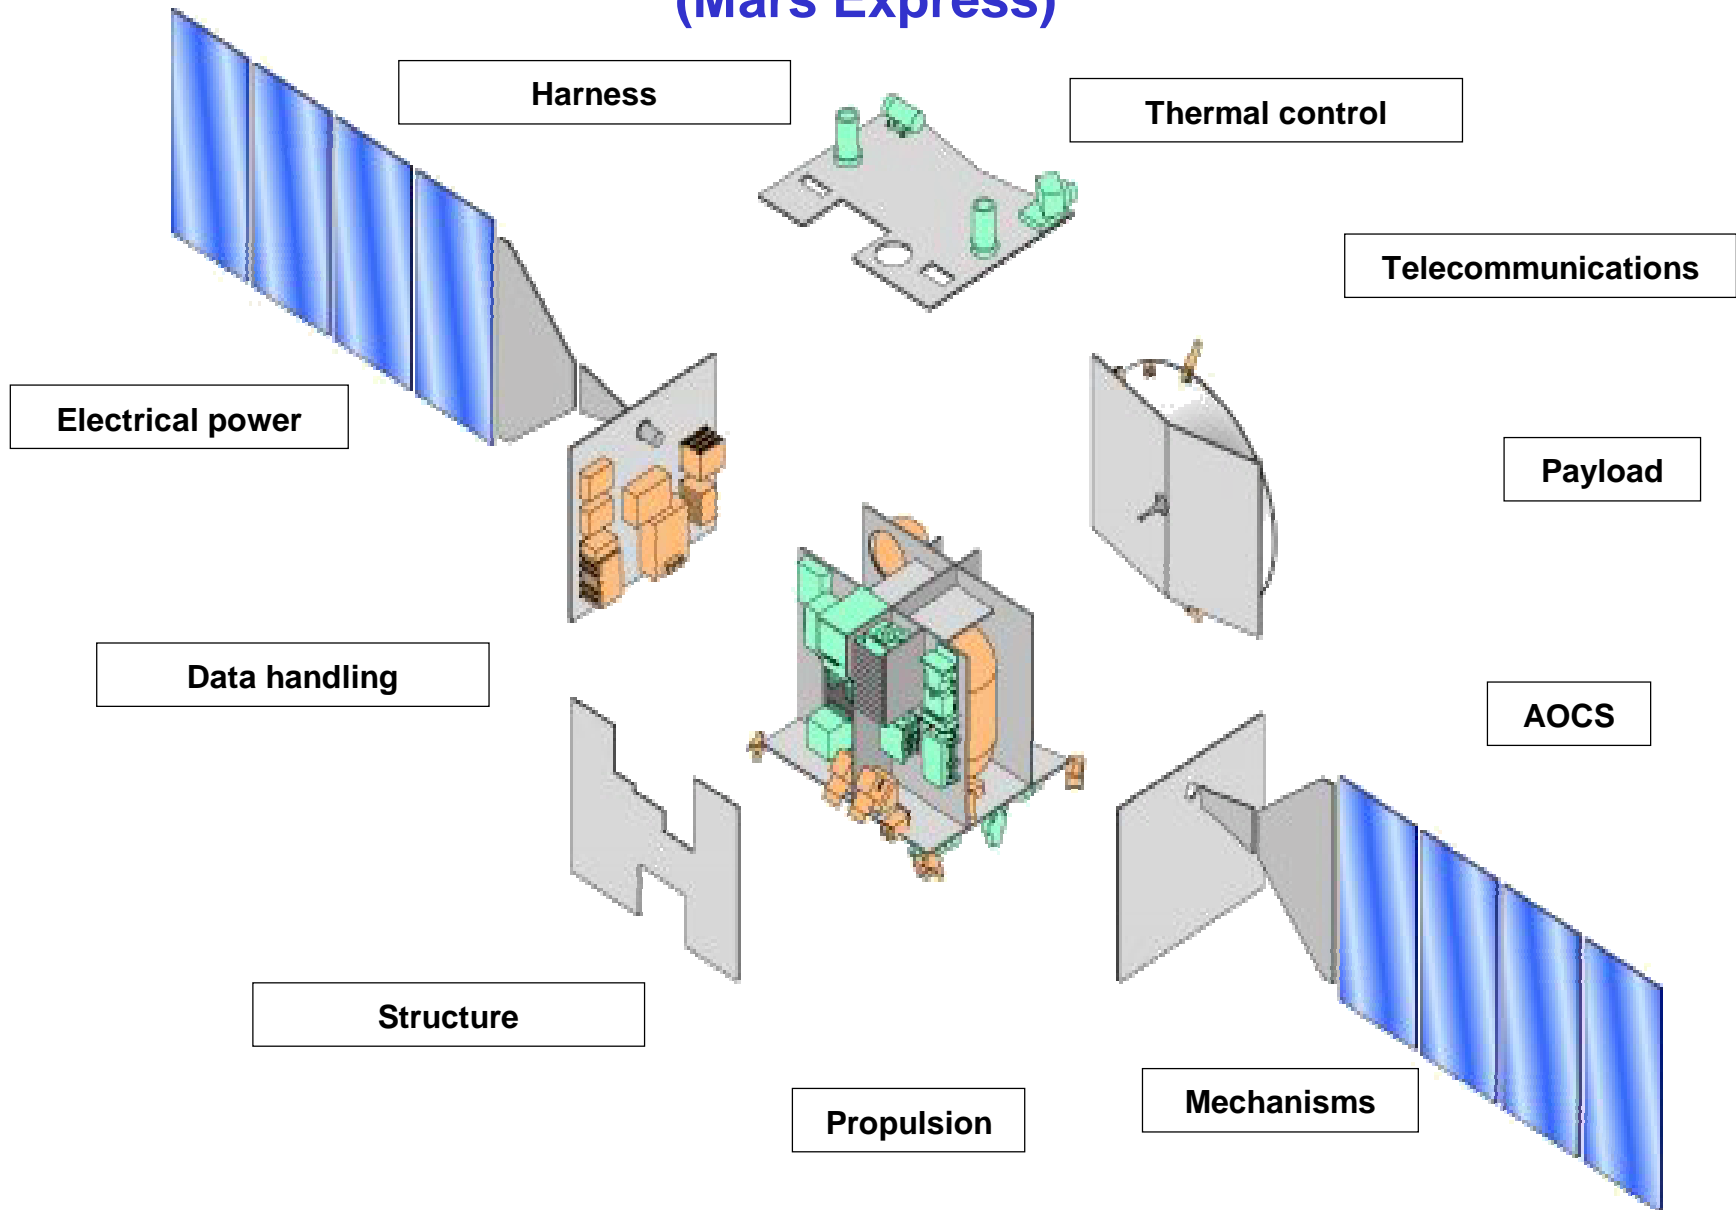 (Mars Express)
Harness
Thermal control
Telecommunications
Electrical power
Payload
Data handling
AOCS
Structure
Mechanisms
Propulsion